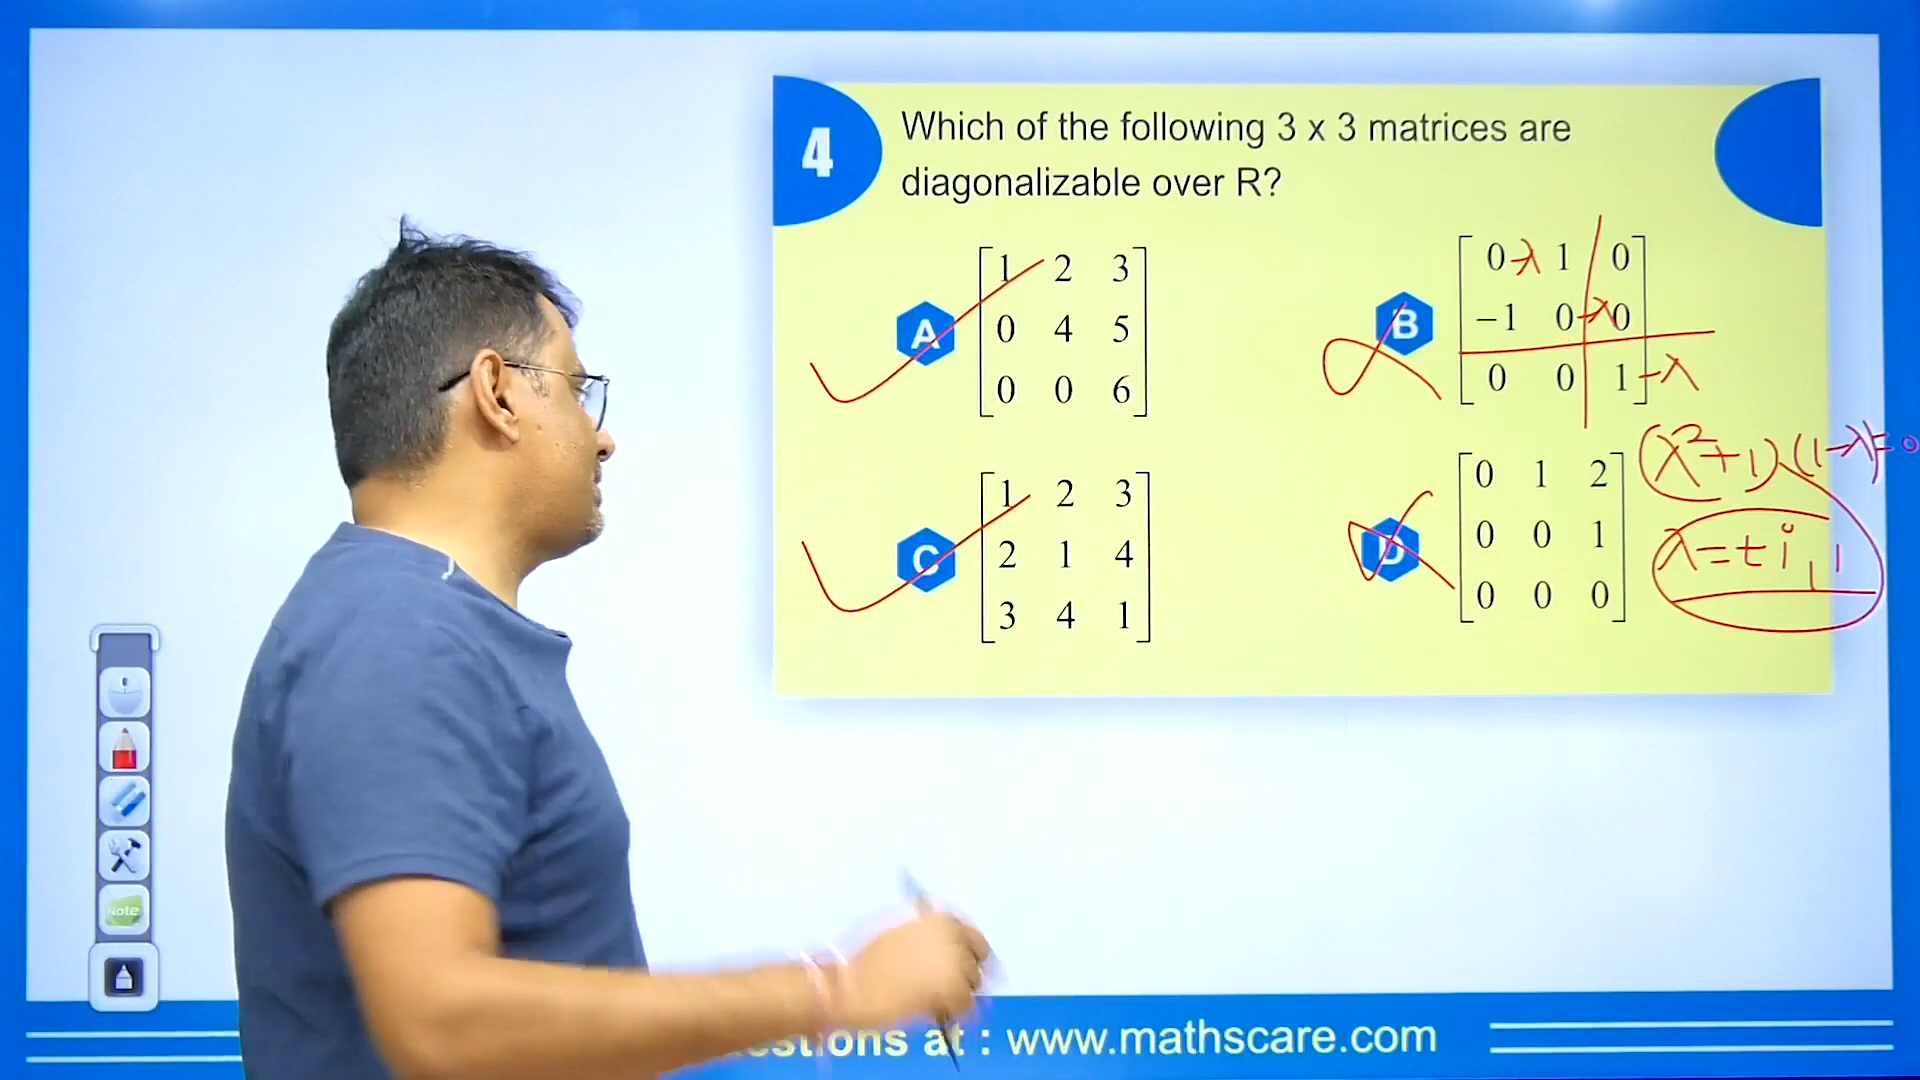 4
Which of the following 3 x 3 matrices are
diagonalizable over R?
A
1 2 3
0 4 5
0 0 6
B
0-λ 1 0
-1 0-λ 0
0 0 1-λ
(λ²+1)(1-λ)=0
λ=±i, 1
C
1 2 3
2 1 4
3 4 1
D
0 1 2
0 0 1
0 0 0
Note
at : www.mathscare.com